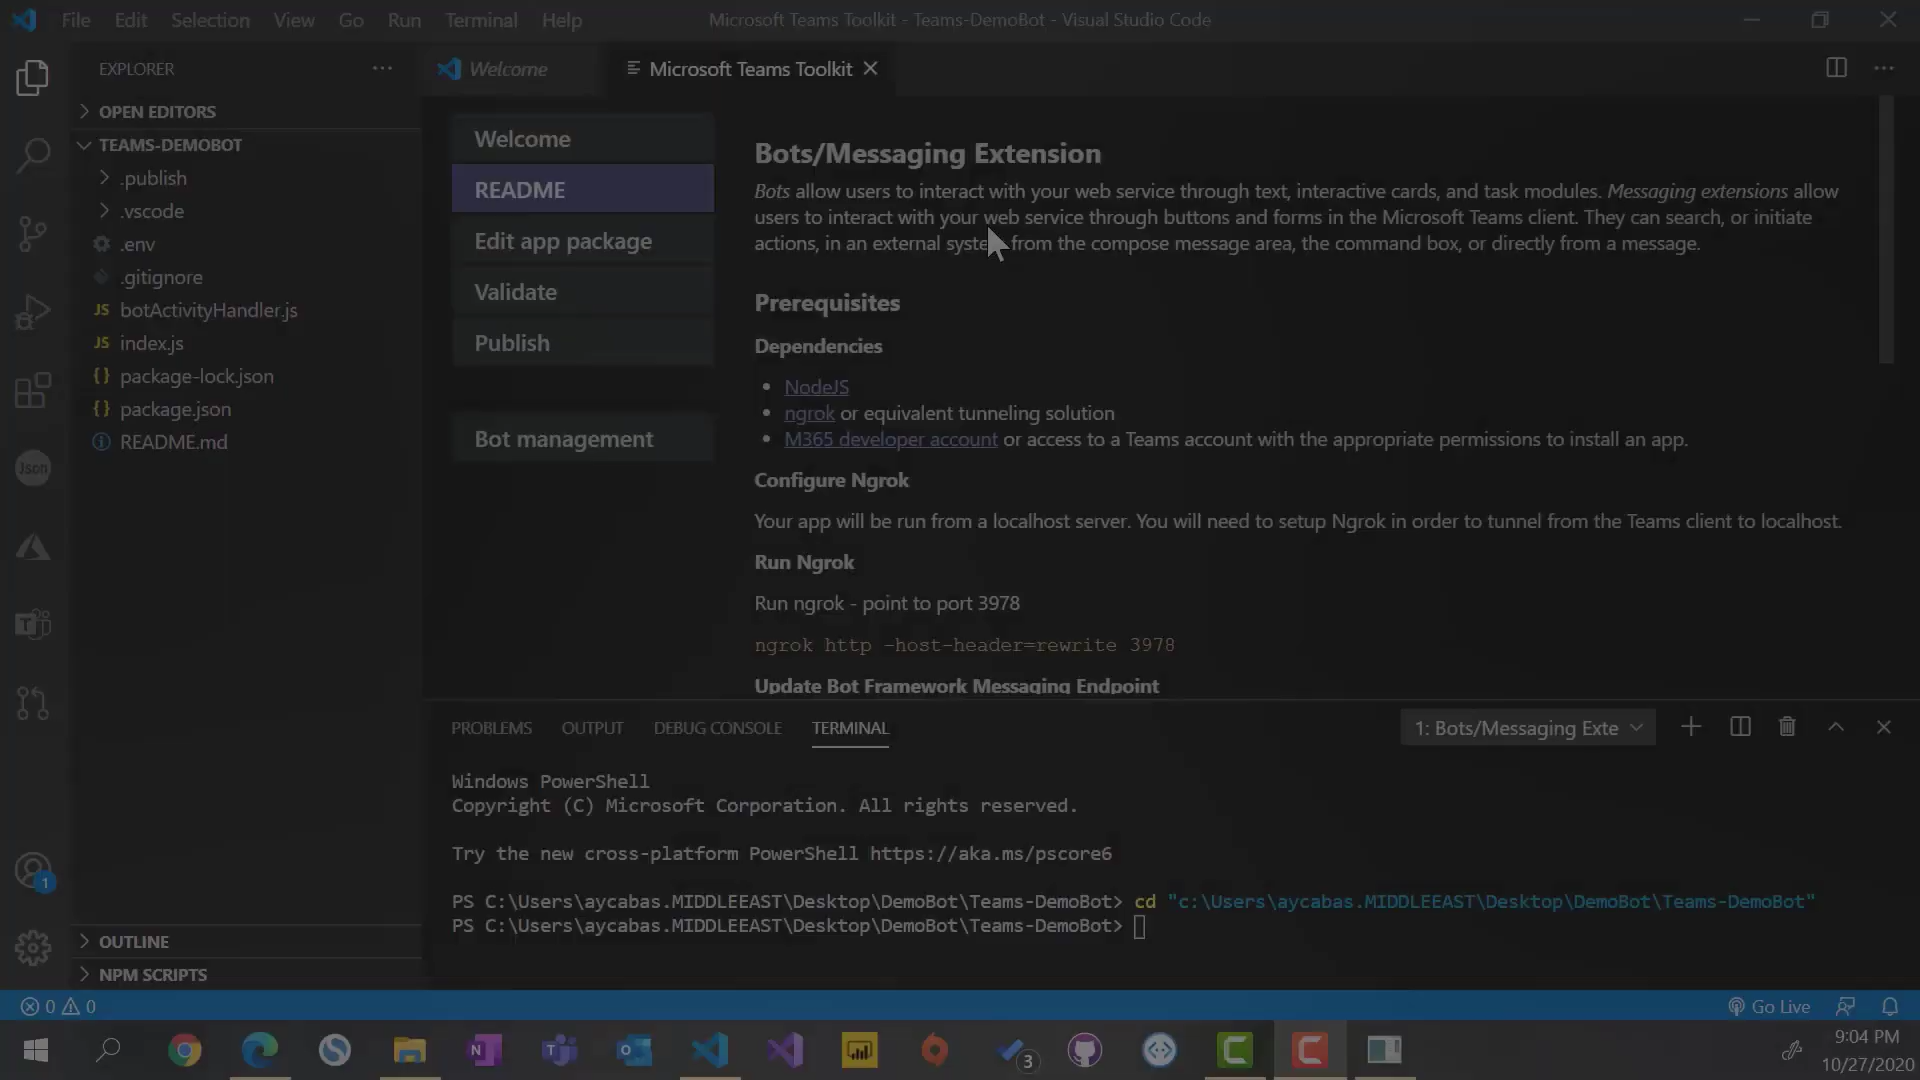 File Edit Selection View Go Run Terminal Help
Microsoft Teams Toolkit - Teams-DemoBot - Visual Studio Code
EXPLORER
OPEN EDITORS
TEAMS-DEMOBOT
.publish
.vscode
.env
.gitignore
JS botActivityHandler.js
JS index.js
{} package-lock.json
{} package.json
README.md
OUTLINE
NPM SCRIPTS
Json
T
1
Welcome
Microsoft Teams Toolkit
Welcome
README
Edit app package
Validate
Publish
Bot management
Bots/Messaging Extension
Bots allow users to interact with your web service through text, interactive cards, and task modules. Messaging extensions allow
users to interact with your web service through buttons and forms in the Microsoft Teams client. They can search, or initiate
actions, in an external syste from the compose message area, the command box, or directly from a message.
Prerequisites
Dependencies
• NodeJS
• ngrok or equivalent tunneling solution
• M365 developer account or access to a Teams account with the appropriate permissions to install an app.
Configure Ngrok
Your app will be run from a localhost server. You will need to setup Ngrok in order to tunnel from the Teams client to localhost.
Run Ngrok
Run ngrok - point to port 3978
ngrok http -host-header=rewrite 3978
Update Bot Framework Messaging Endpoint
PROBLEMS OUTPUT DEBUG CONSOLE TERMINAL
1: Bots/Messaging Exte
Windows PowerShell
Copyright (C) Microsoft Corporation. All rights reserved.
Try the new cross-platform PowerShell https://aka.ms/pscore6
PS C:\Users\aycabas.MIDDLEEAST\Desktop\DemoBot\Teams-DemoBot> cd "c:\Users\aycabas.MIDDLEEAST\Desktop\DemoBot\Teams-DemoBot"
PS C:\Users\aycabas.MIDDLEEAST\Desktop\DemoBot\Teams-DemoBot>
0 0
Go Live
N
3
9:04 PM
10/27/2020